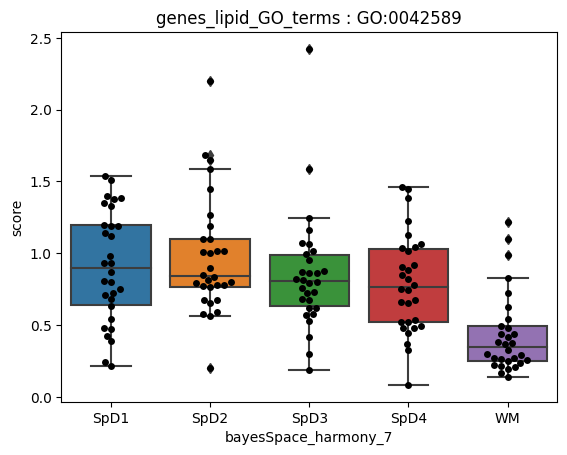 genes_lipid_GO_terms : GO:0042589
2.5
2.0
1.5
1.0
0.5
0.0
score
SpD1 SpD2 SpD3 SpD4 WM
bayesSpace_harmony_7